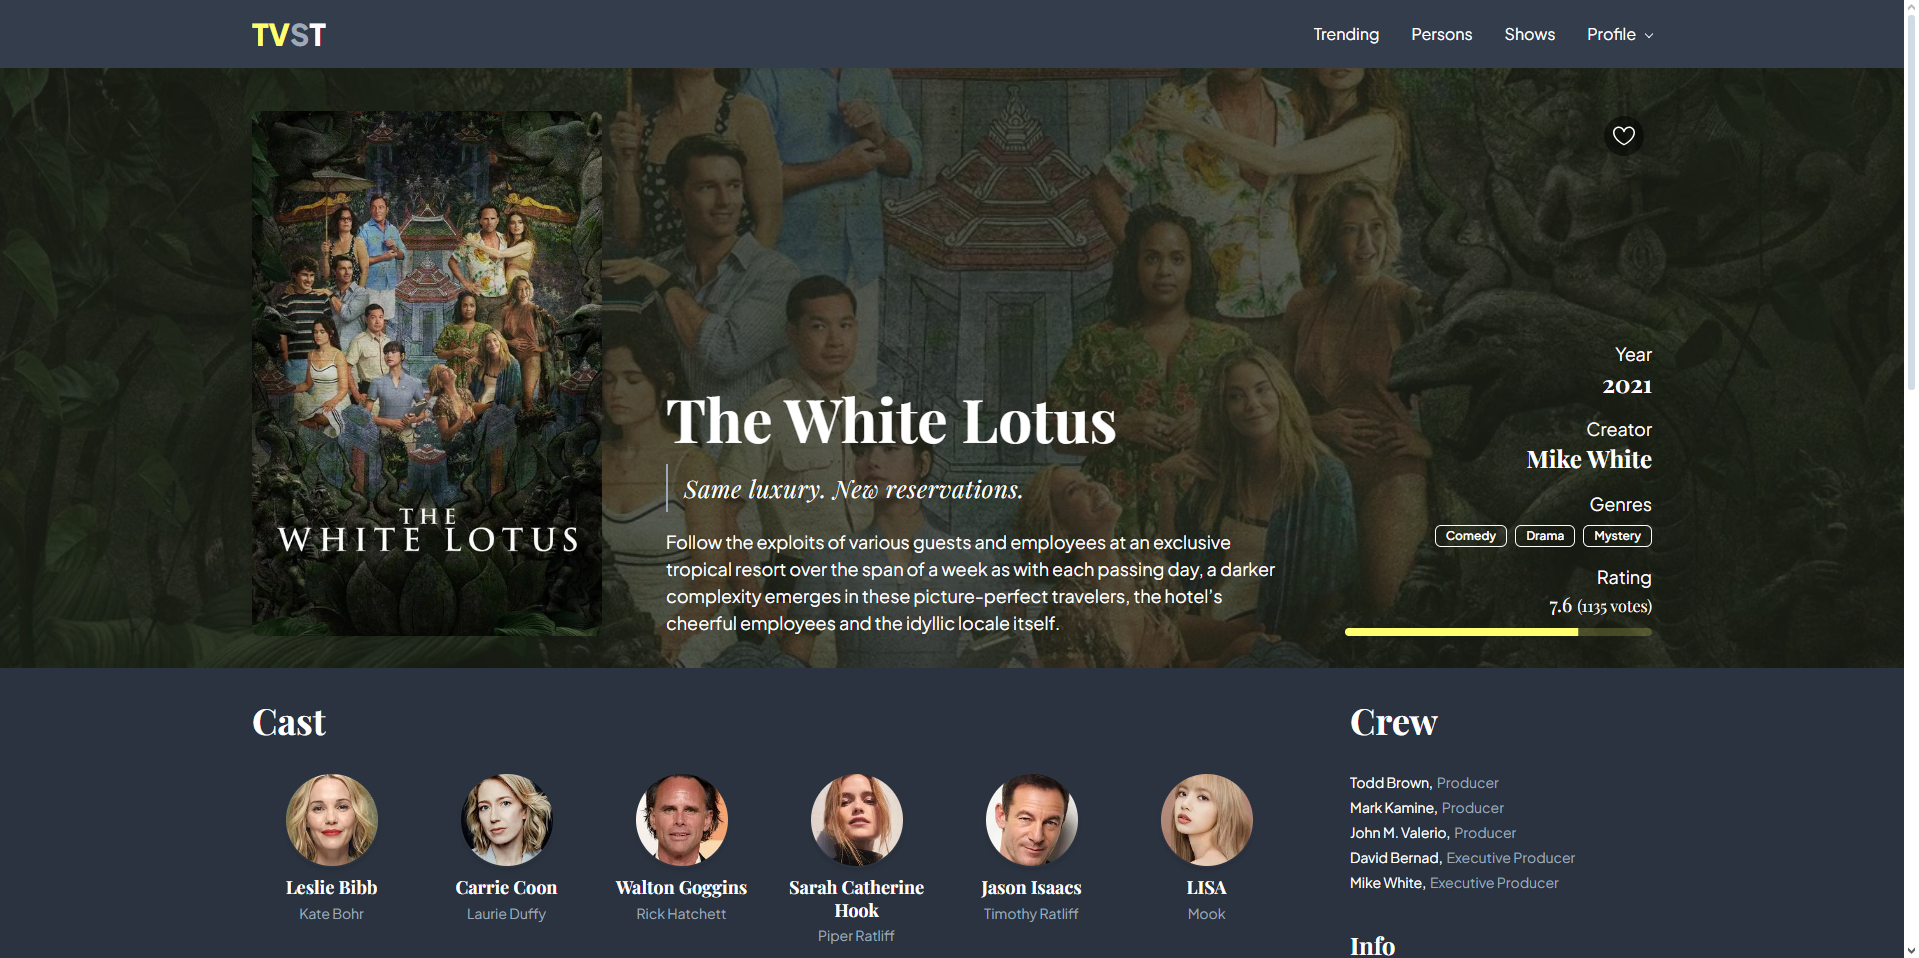 TVST
Trending Persons Shows Profile
THE
WHITE LOTUS
The White Lotus
Same luxury. New reservations.
Follow the exploits of various guests and employees at an exclusive
tropical resort over the span of a week as with each passing day, a darker
complexity emerges in these picture-perfect travelers, the hotel’s
cheerful employees and the idyllic locale itself.
Year
2021
Creator
Mike White
Genres
Comedy Drama Mystery
Rating
7.6 (1135 votes)
Cast
Leslie Bibb
Kate Bohr
Carrie Coon
Laurie Duffy
Walton Goggins
Rick Hatchett
Sarah Catherine
Hook
Piper Ratliff
Jason Isaacs
Timothy Ratliff
LISA
Mook
Crew
Todd Brown, Producer
Mark Kamine, Producer
John M. Valerio, Producer
David Bernad, Executive Producer
Mike White, Executive Producer
Info